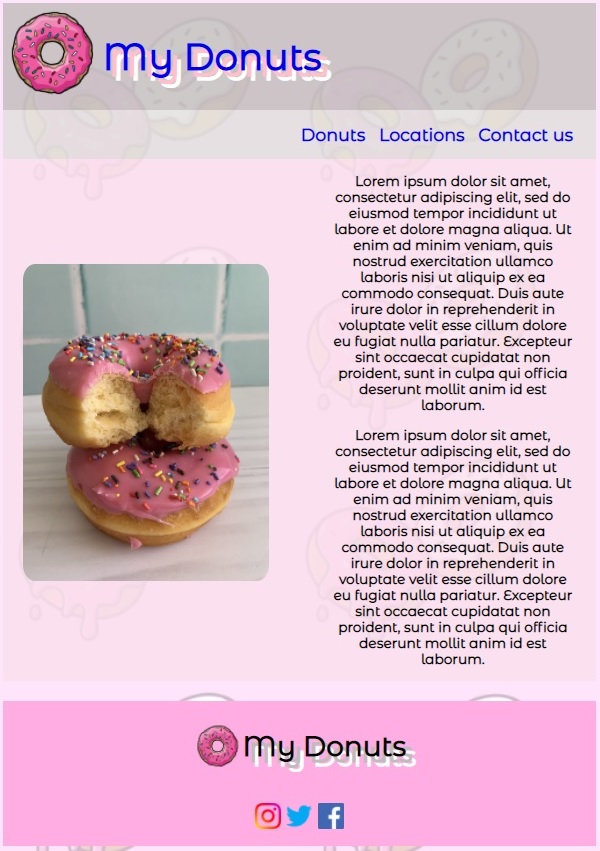 My Donuts
Donuts Locations Contact us
Lorem ipsum dolor sit amet,
consectetur adipiscing elit, sed do
eiusmod tempor incididunt ut
labore et dolore magna aliqua. Ut
enim ad minim veniam, quis
nostrud exercitation ullamco
laboris nisi ut aliquip ex ea
commodo consequat. Duis aute
irure dolor in reprehenderit in
voluptate velit esse cillum dolore
eu fugiat nulla pariatur. Excepteur
sint occaecat cupidatat non
proident, sunt in culpa qui officia
deserunt mollit anim id est
laborum.
Lorem ipsum dolor sit amet,
consectetur adipiscing elit, sed do
eiusmod tempor incididunt ut
labore et dolore magna aliqua. Ut
enim ad minim veniam, quis
nostrud exercitation ullamco
laboris nisi ut aliquip ex ea
commodo consequat. Duis aute
irure dolor in reprehenderit in
voluptate velit esse cillum dolore
eu fugiat nulla pariatur. Excepteur
sint occaecat cupidatat non
proident, sunt in culpa qui officia
deserunt mollit anim id est
laborum.
My Donuts